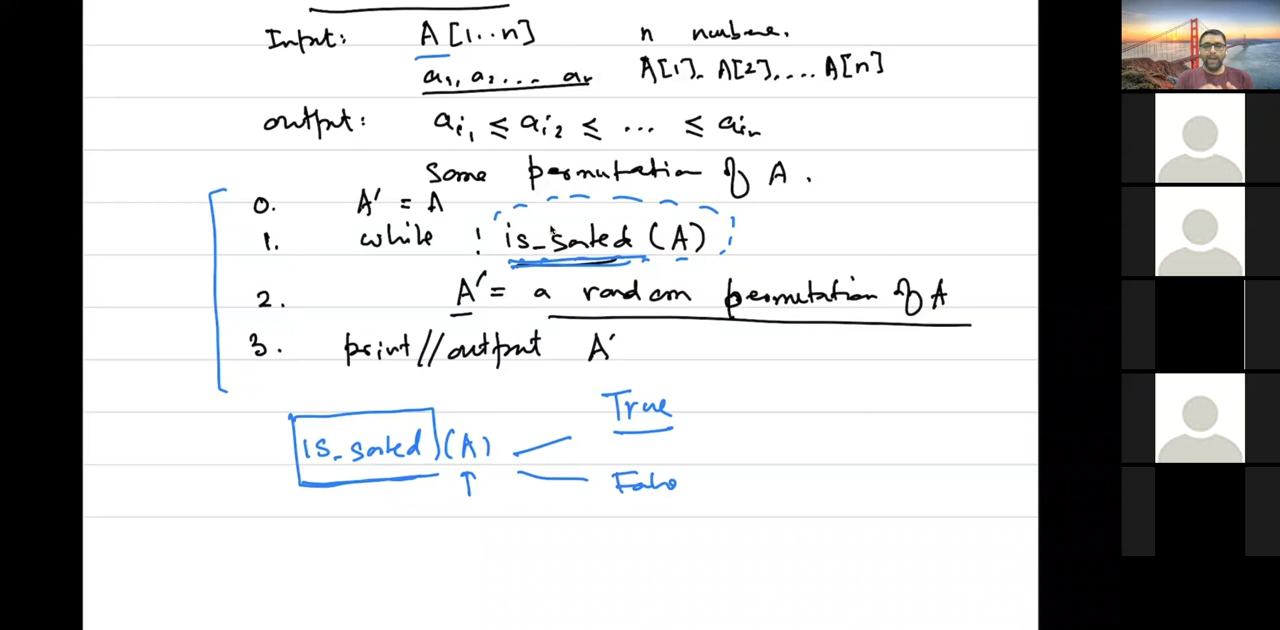 Input: A[1..n] n numbers.
a₁, a₂... aₙ A[1], A[2],.... A[n]
output: aᵢ₁ ≤ aᵢ₂ ≤ ... ≤ aᵢₙ
Some permutation of A.
0. A' = A
1. while ! is_sorted (A)
2. A' = a random permutation of A
3. print//output A'
is_sorted (A) True
False